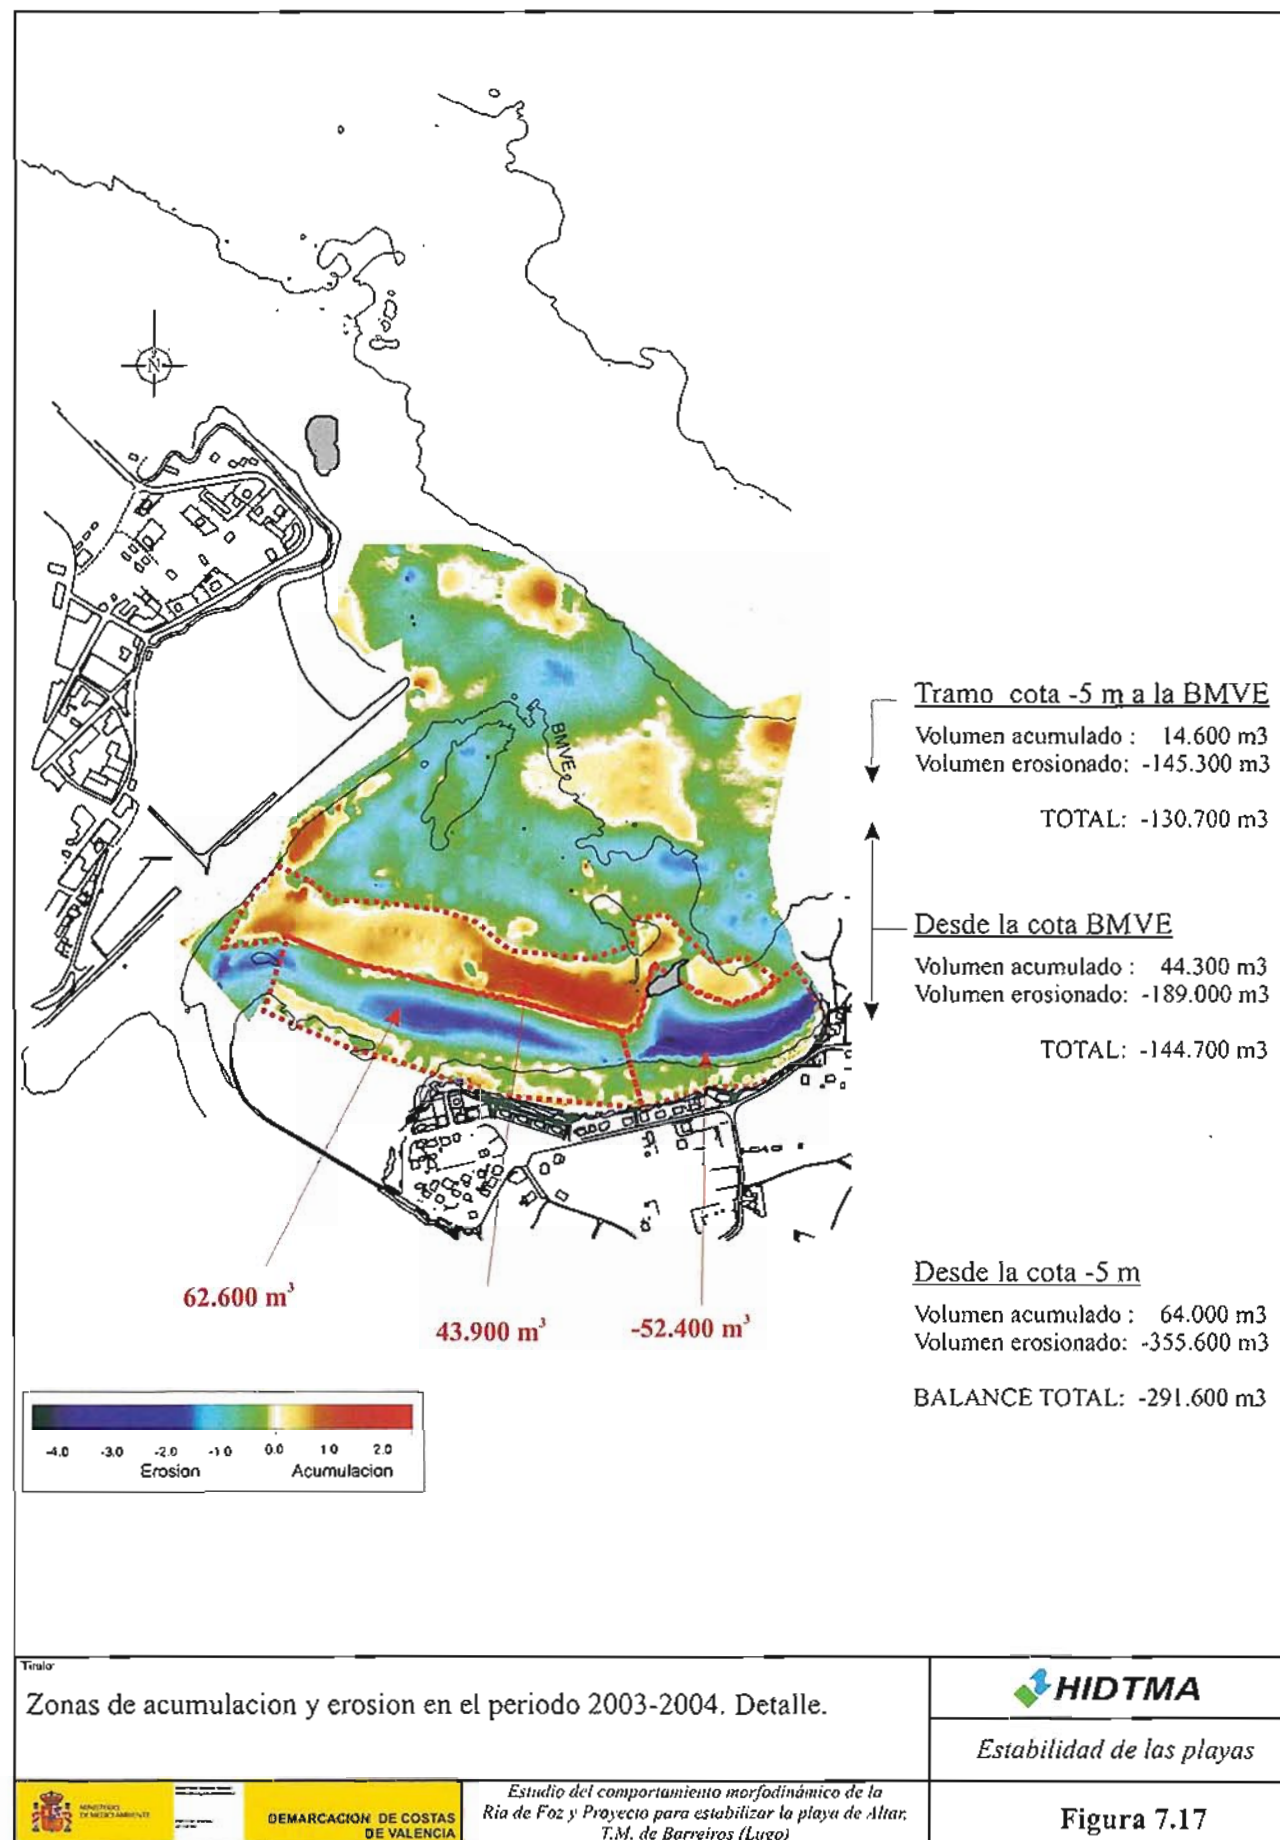 N
BMVE
Tramo cota -5 m a la BMVE
Volumen acumulado : 14.600 m3
Volumen erosionado: -145.300 m3
TOTAL: -130.700 m3
Desde la cota BMVE
Volumen acumulado : 44.300 m3
Volumen erosionado: -189.000 m3
TOTAL: -144.700 m3
62.600 m³
43.900 m³
-52.400 m³
Desde la cota -5 m
Volumen acumulado : 64.000 m3
Volumen erosionado: -355.600 m3
BALANCE TOTAL: -291.600 m3
-4.0 -3.0 -2.0 -1.0 0.0 1.0 2.0
Erosion Acumulacion
Titulo
Zonas de acumulacion y erosion en el periodo 2003-2004. Detalle.
HIDTMA
Estabilidad de las playas
MINISTERIO
DE MEDIO AMBIENTE
DEMARCACION DE COSTAS
DE VALENCIA
Estudio del comportamiento morfodinámico de la
Ria de Foz y Proyecto para estabilizar la playa de Altar,
T.M. de Barreiros (Lugo)
Figura 7.17